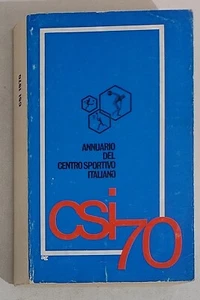 ANNUARIO
DEL
CENTRO SPORTIVO
ITALIANO
csi
70